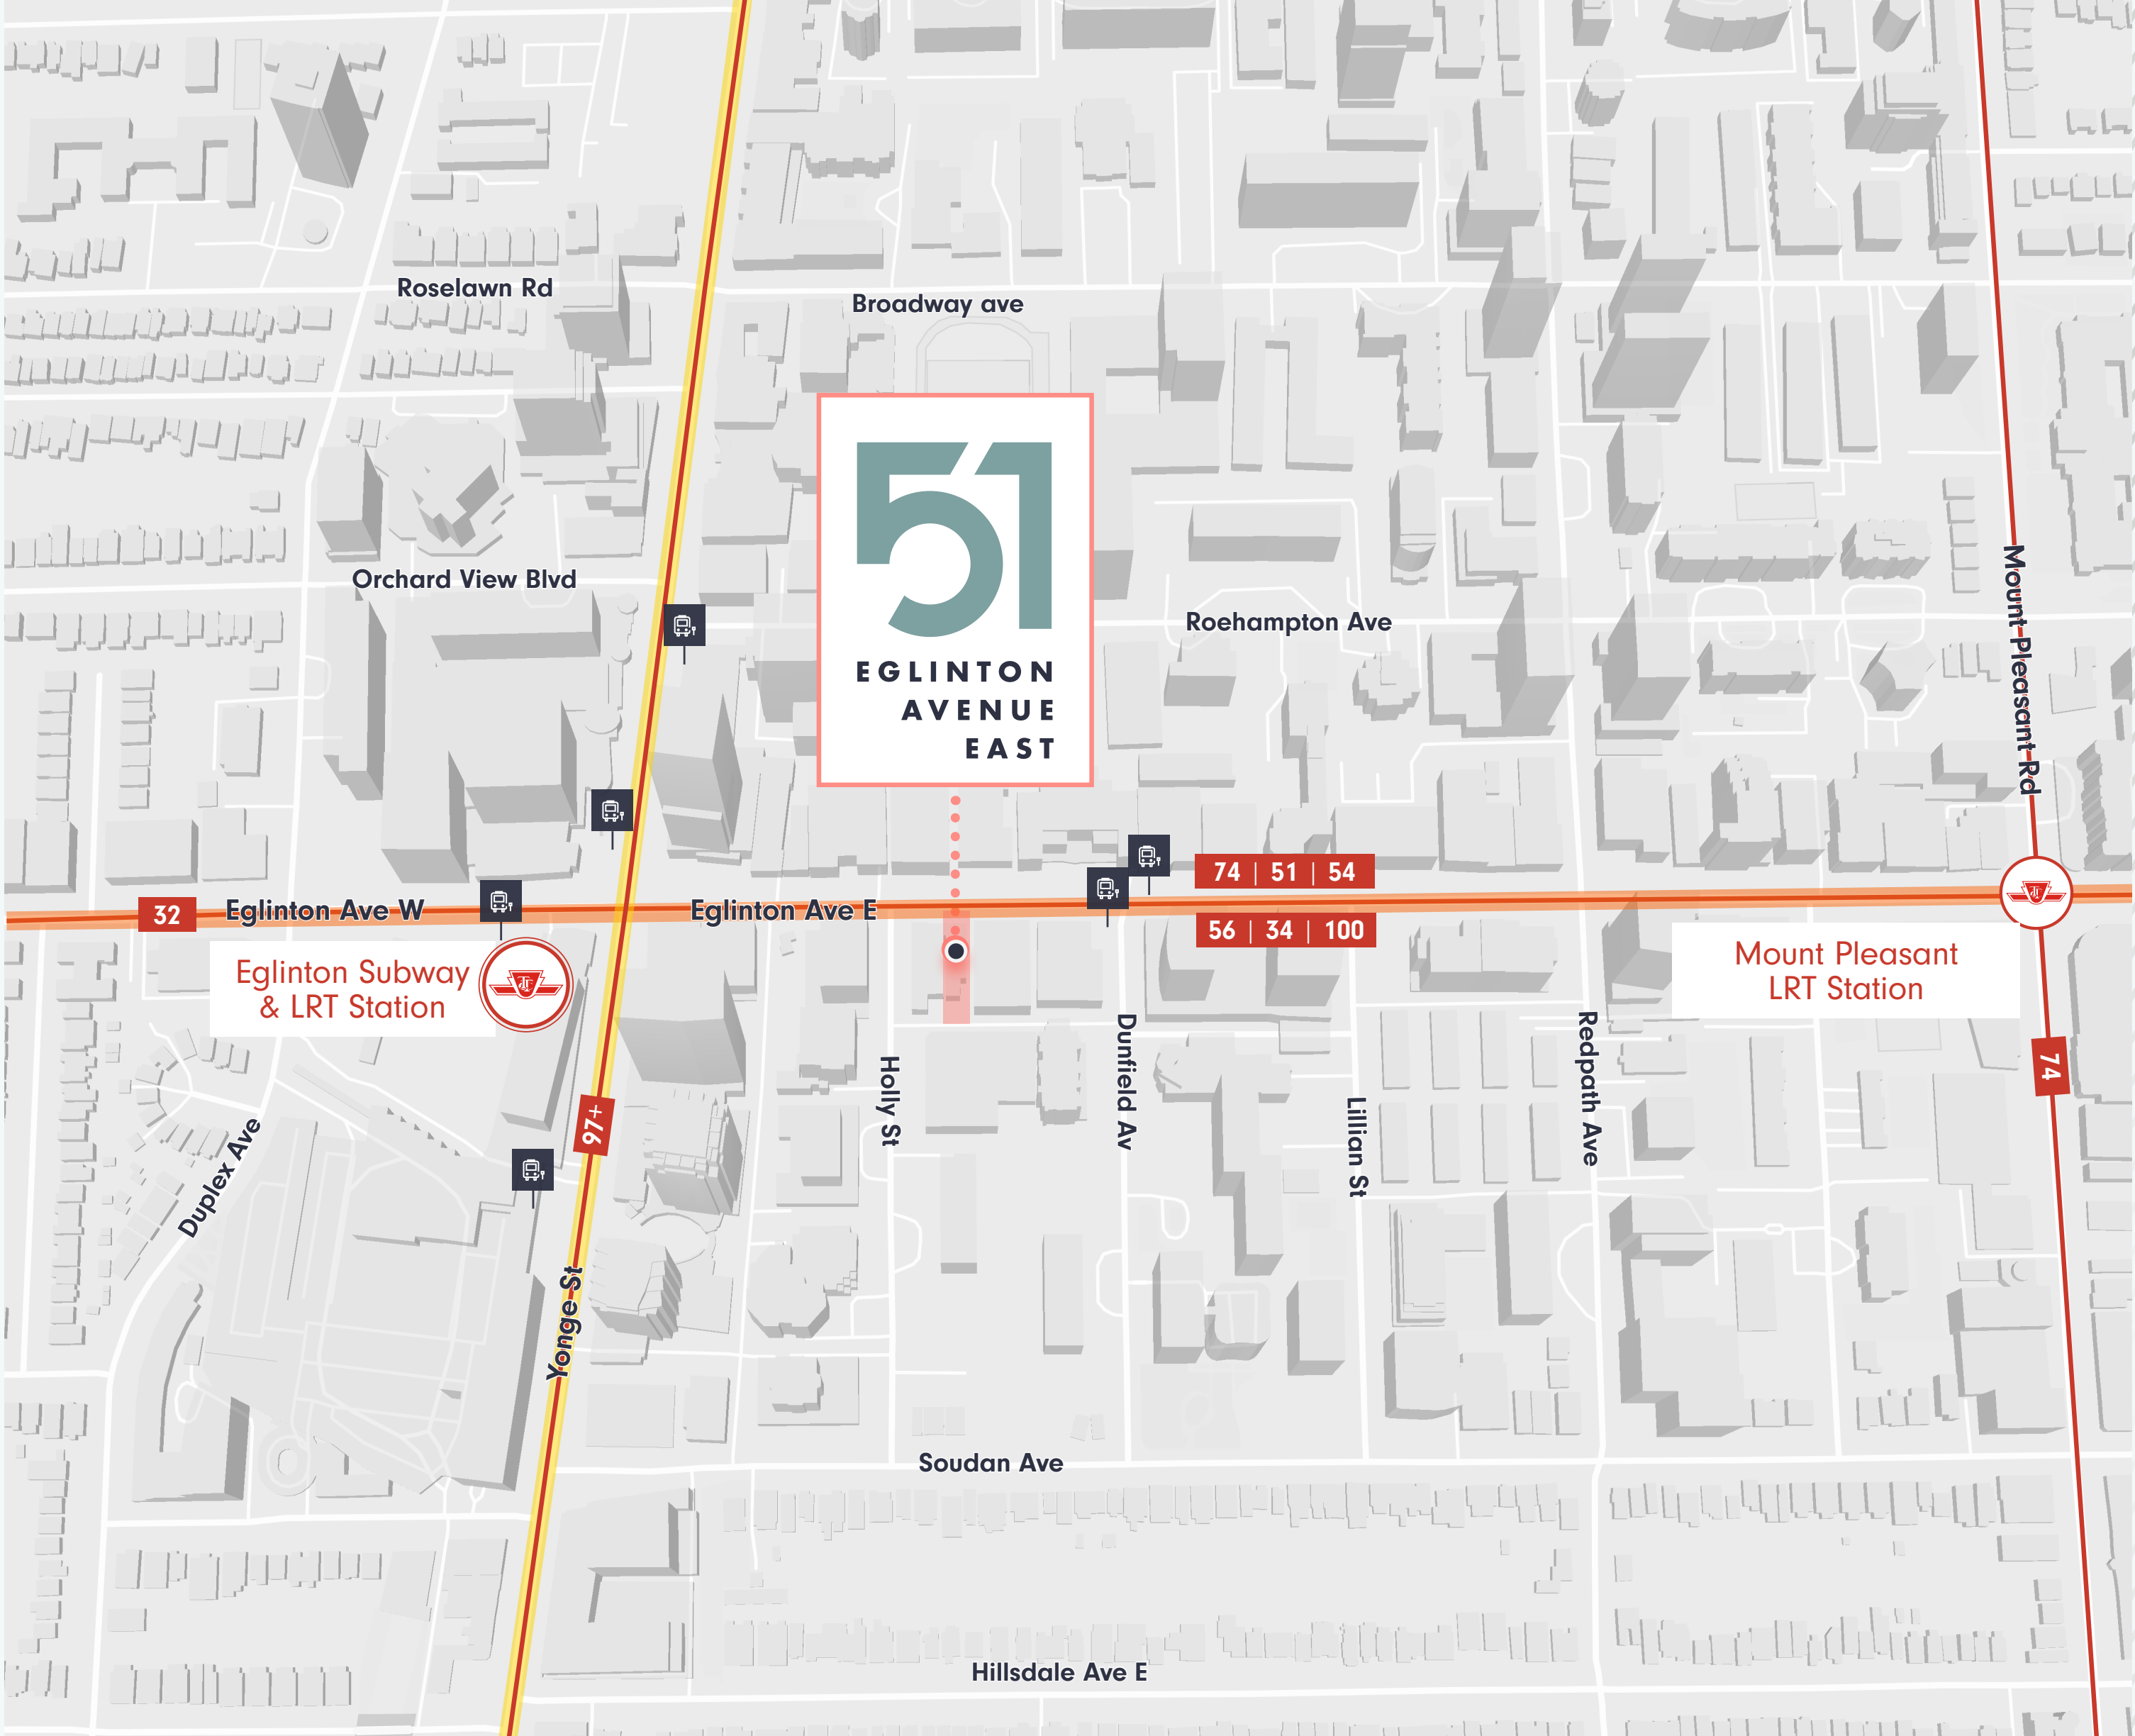 Roselawn Rd
Broadway ave
51
EGLINTON
AVENUE
EAST
Orchard View Blvd
Roehampton Ave
Mount Pleasant Rd
74 | 51 | 54
32
Eglinton Ave W
Eglinton Ave E
56 | 34 | 100
Eglinton Subway
& LRT Station
Mount Pleasant
LRT Station
97+
Holly St
Dunfield Av
Lillian St
Redpath Ave
74
Duplex Ave
Yonge St
Soudan Ave
Hillsdale Ave E